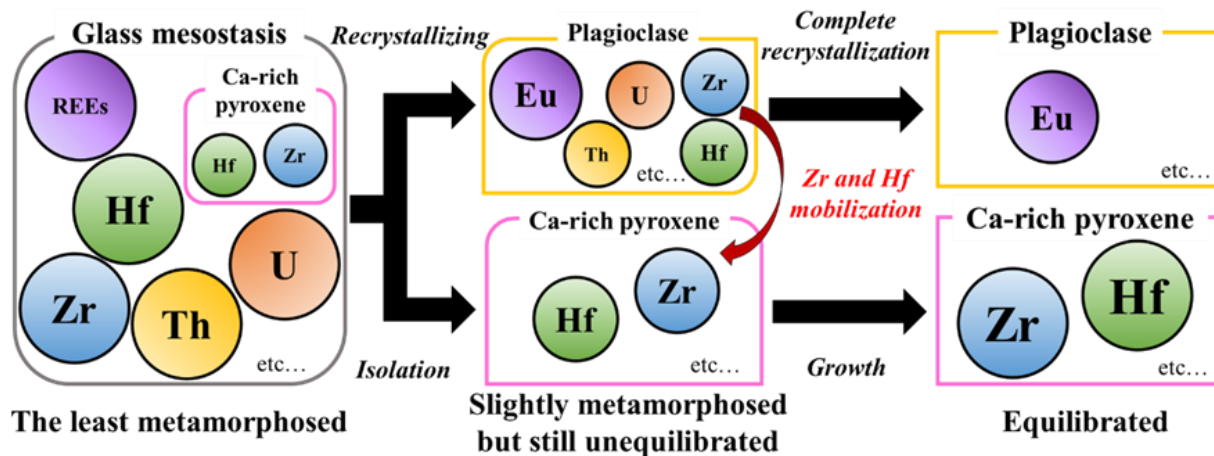 Glass mesostasis
REEs
Ca-rich
pyroxene
Hf
Zr
Hf
U
Zr
Th
etc...
The least metamorphosed
Recrystallizing
Isolation
Plagioclase
Eu
U
Zr
Th
Hf
etc...
Zr and Hf
mobilization
Ca-rich pyroxene
Hf
Zr
etc...
Slightly metamorphosed
but still unequilibrated
Complete
recrystallization
Growth
Plagioclase
Eu
etc...
Ca-rich pyroxene
Zr
Hf
etc...
Equilibrated